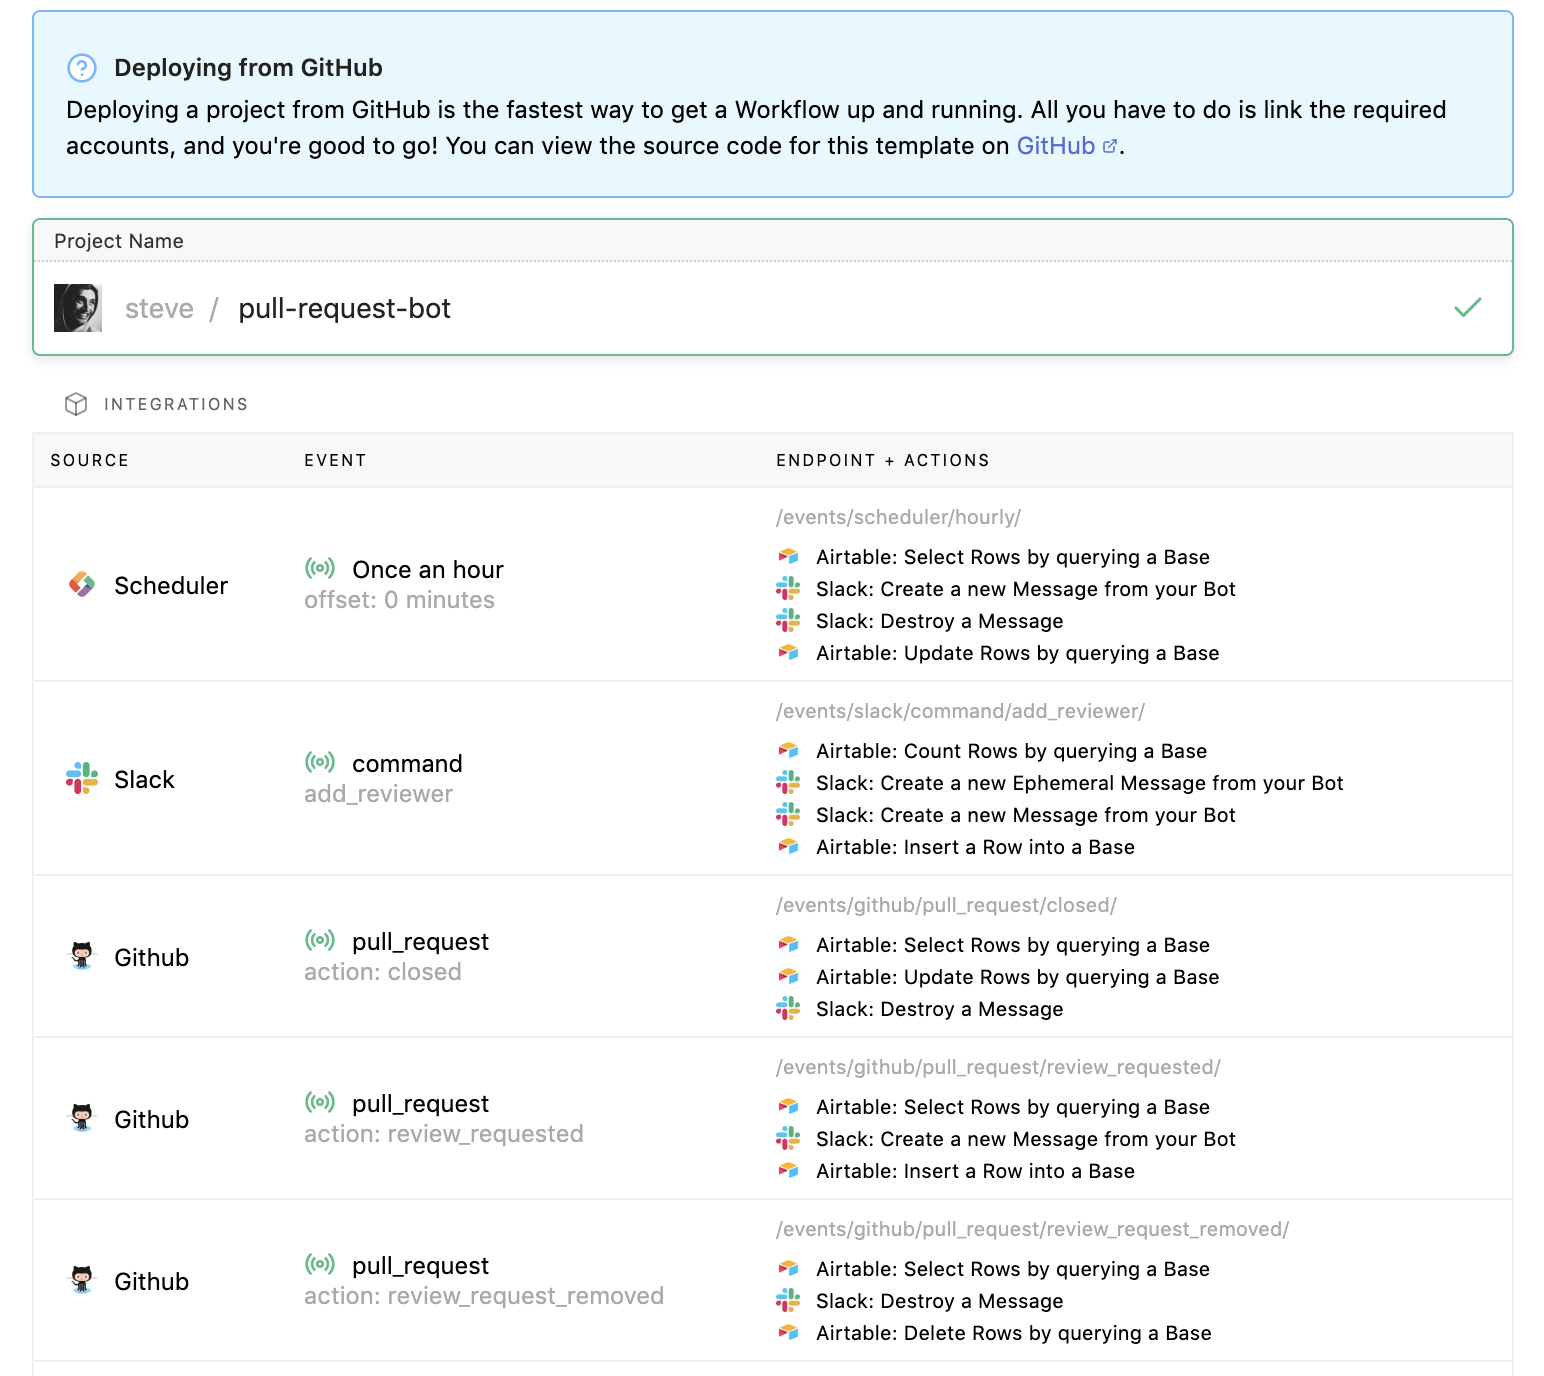 Deploying from GitHub
Deploying a project from GitHub is the fastest way to get a Workflow up and running. All you have to do is link the required
accounts, and you're good to go! You can view the source code for this template on GitHub.
Project Name
steve / pull-request-bot
INTEGRATIONS
SOURCE EVENT ENDPOINT + ACTIONS
Scheduler
Once an hour
offset: 0 minutes
/events/scheduler/hourly/
Airtable: Select Rows by querying a Base
Slack: Create a new Message from your Bot
Slack: Destroy a Message
Airtable: Update Rows by querying a Base
Slack
command
add_reviewer
/events/slack/command/add_reviewer/
Airtable: Count Rows by querying a Base
Slack: Create a new Ephemeral Message from your Bot
Slack: Create a new Message from your Bot
Airtable: Insert a Row into a Base
Github
pull_request
action: closed
/events/github/pull_request/closed/
Airtable: Select Rows by querying a Base
Airtable: Update Rows by querying a Base
Slack: Destroy a Message
Github
pull_request
action: review_requested
/events/github/pull_request/review_requested/
Airtable: Select Rows by querying a Base
Slack: Create a new Message from your Bot
Airtable: Insert a Row into a Base
Github
pull_request
action: review_request_removed
/events/github/pull_request/review_request_removed/
Airtable: Select Rows by querying a Base
Slack: Destroy a Message
Airtable: Delete Rows by querying a Base